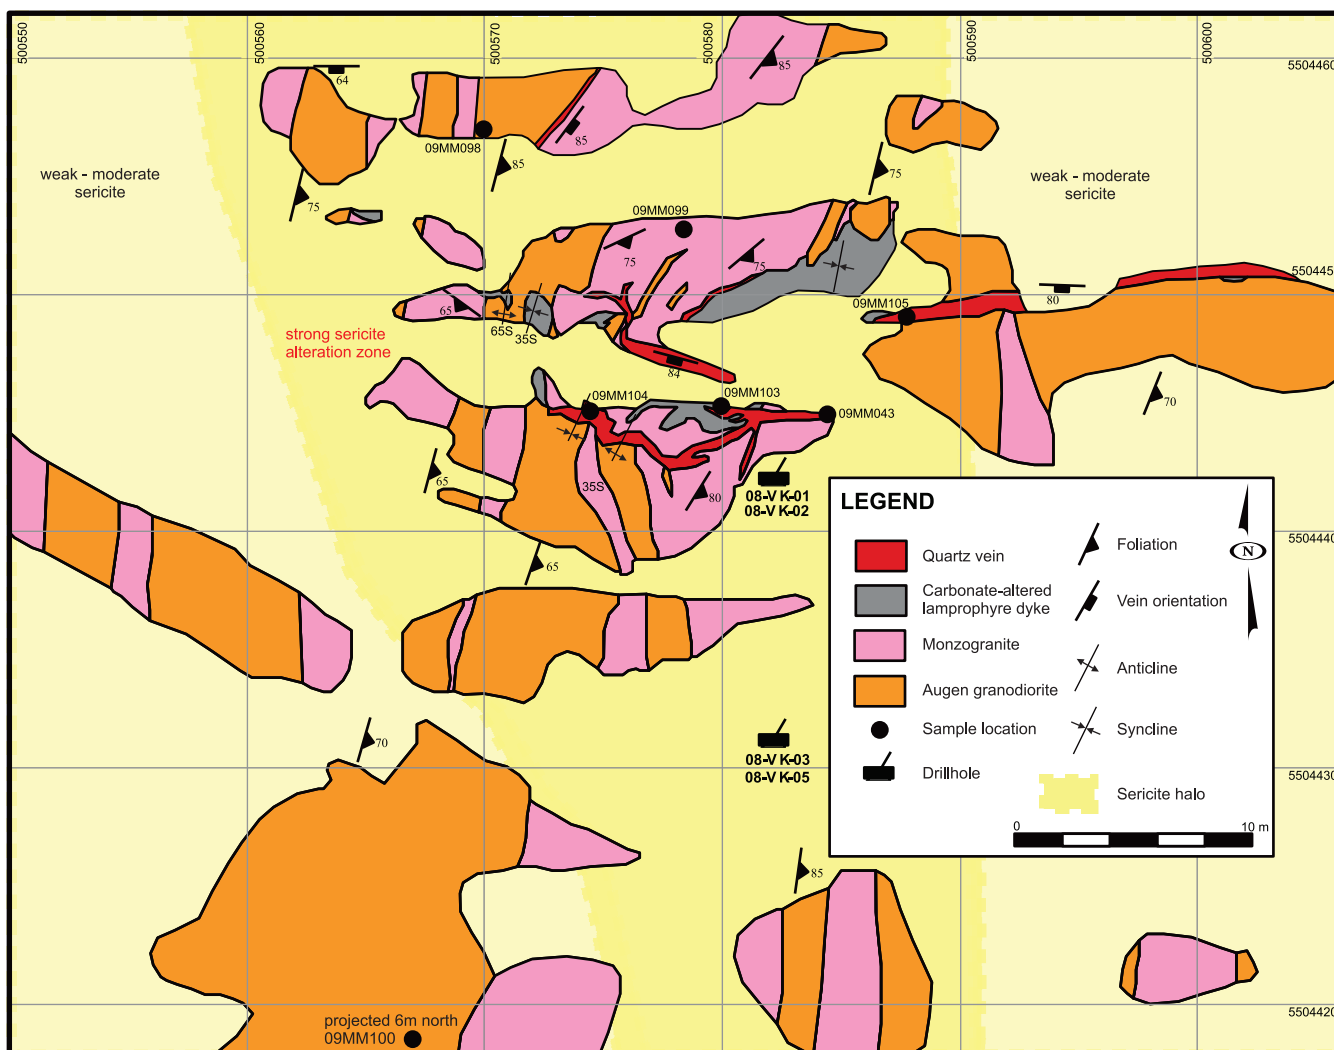 500550
500560
500570
500580
500590
500600
5504460
64
85
09MM098
85
85
75
75
weak - moderate
sericite
weak - moderate
sericite
09MM099
75
75
550445
80
09MM105
65
65S
35S
strong sericite
alteration zone
84
09MM104
09MM103
09MM043
70
65
35S
80
08-V K-01
08-V K-02
5504440
65
LEGEND
Quartz vein
Carbonate-altered
lamprophyre dyke
Monzogranite
Augen granodiorite
Sample location
Drillhole
Foliation
Vein orientation
Anticline
Syncline
Sericite halo
N
0
10 m
70
08-V K-03
08-V K-05
5504430
85
projected 6m north
09MM100
5504420